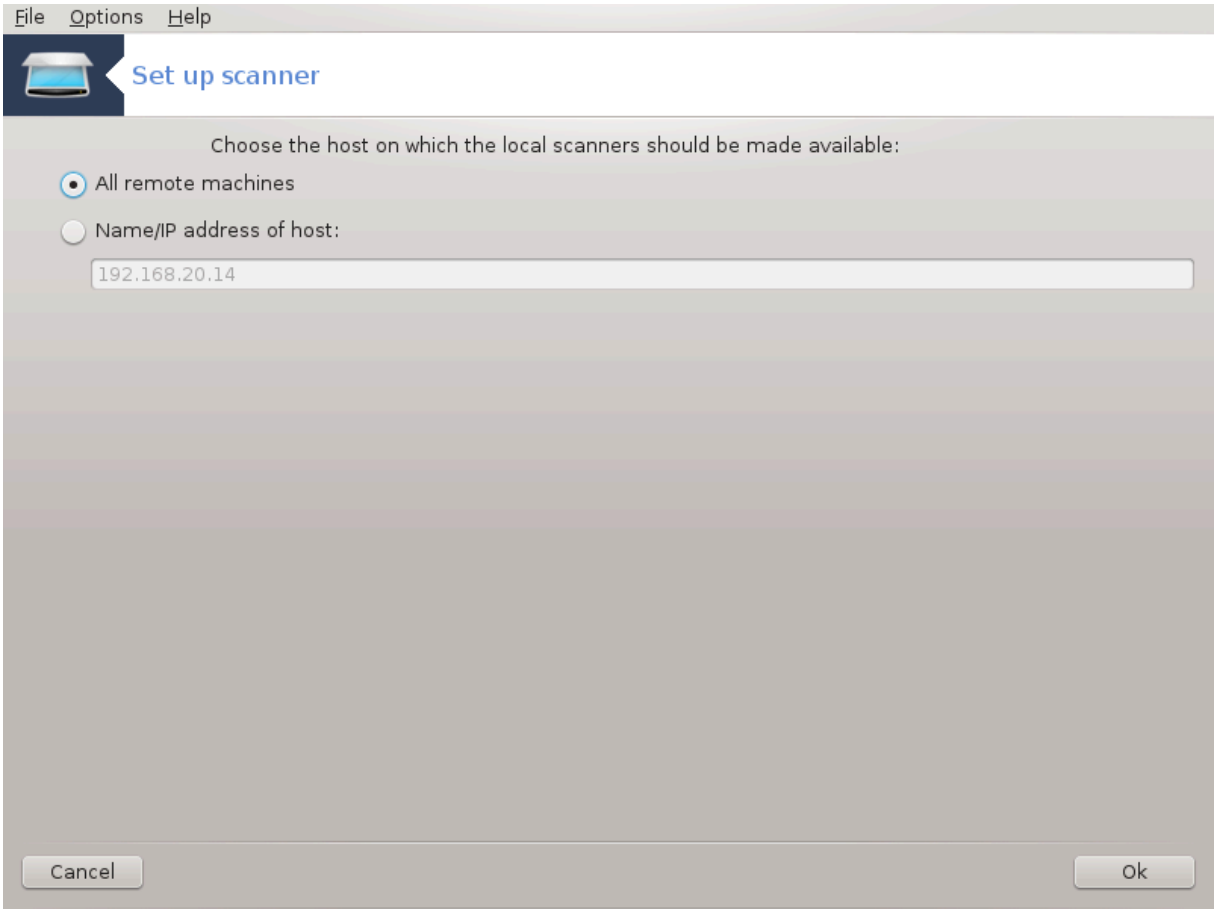 File Options Help
Set up scanner
Choose the host on which the local scanners should be made available:
All remote machines
Name/IP address of host:
192.168.20.14
Cancel Ok